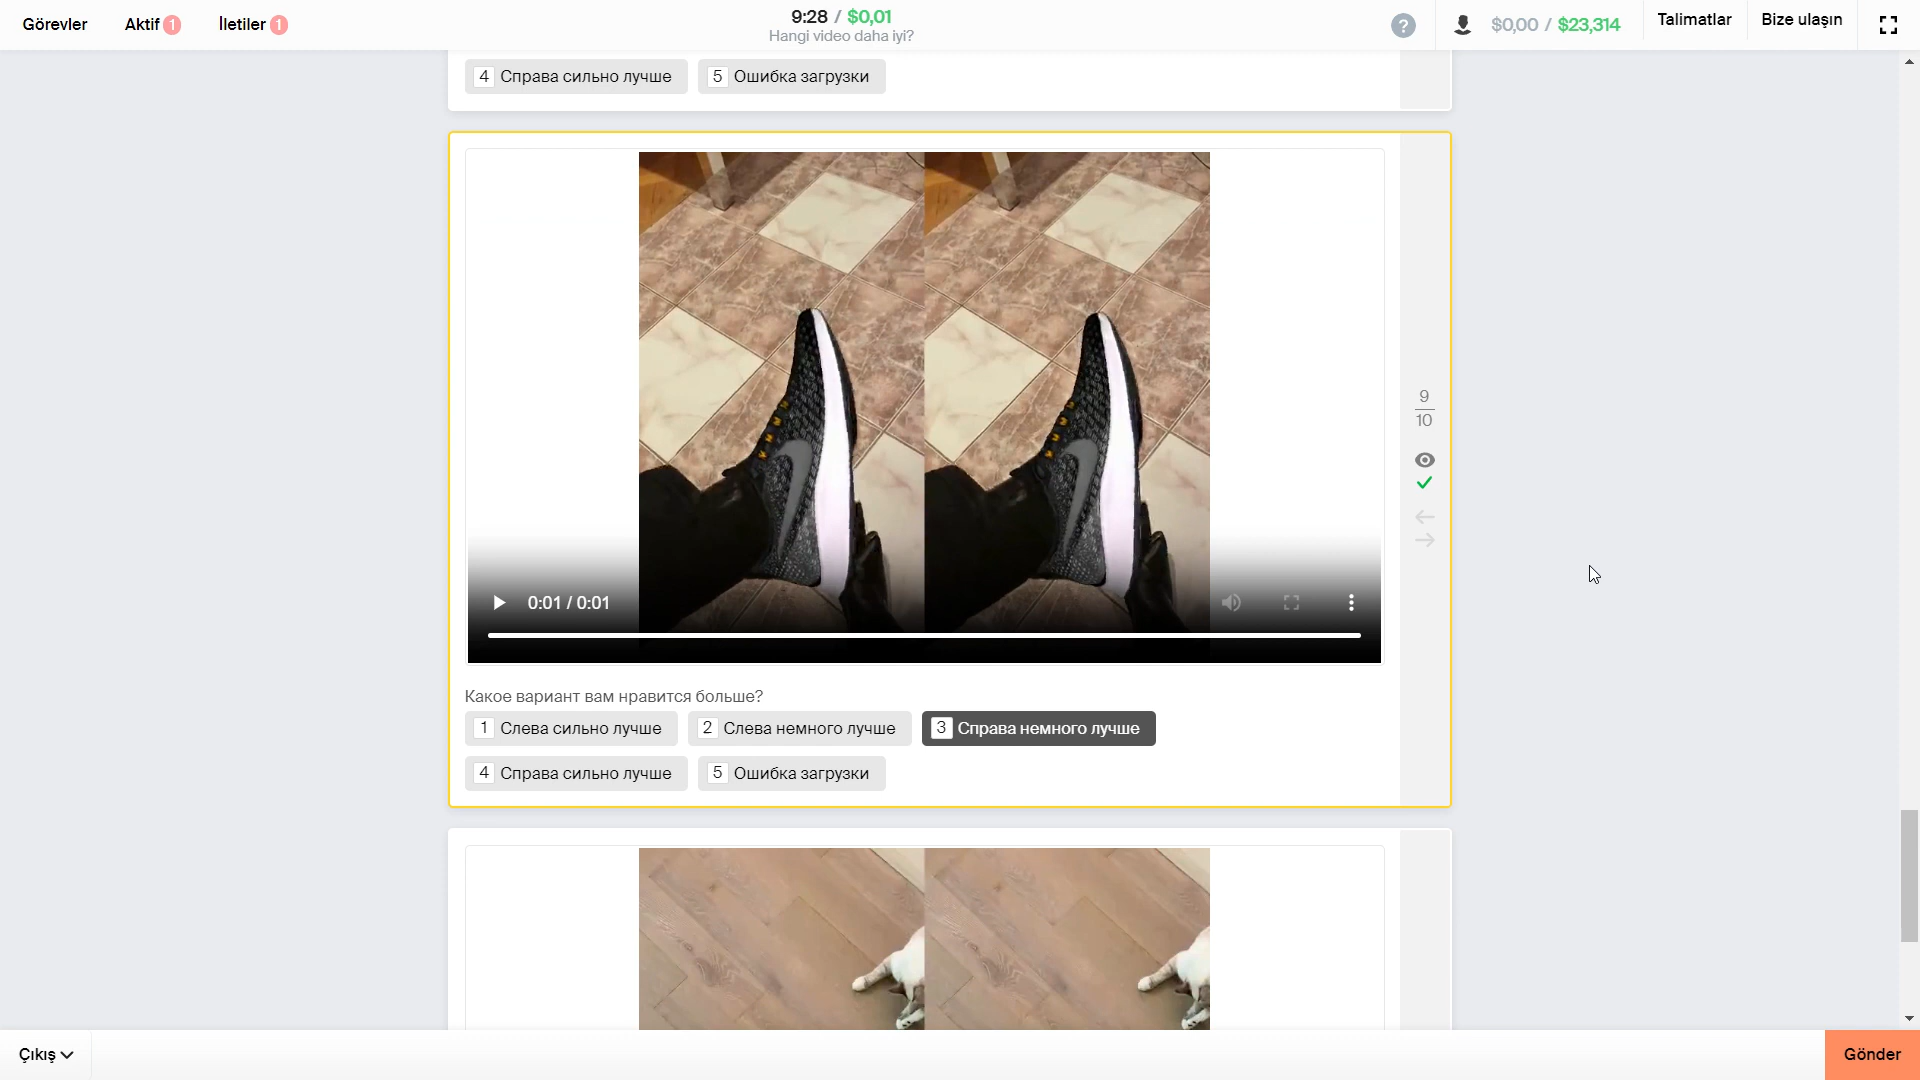 Görevler Aktif 1 İletiler 1 9:28 / $0,01 ? $0,00 / $23,314 Talimatlar Bize ulaşın
Hangi video daha iyi?
4 Справа сильно лучше 5 Ошибка загрузки
9
10
0:01 / 0:01
Какое вариант вам нравится больше?
1 Слева сильно лучше 2 Слева немного лучше 3 Справа немного лучше
4 Справа сильно лучше 5 Ошибка загрузки
Çıkış Gönder